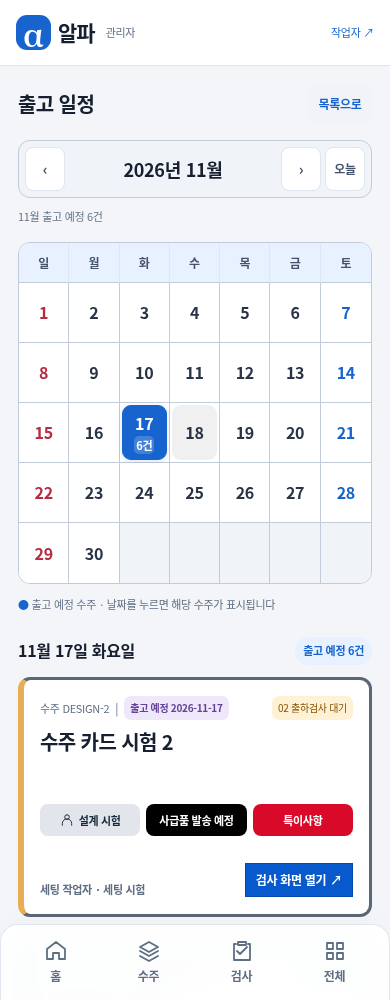 α 알파 관리자 작업자 ↗
출고 일정 목록으로
‹ 2026년 11월 › 오늘
11월 출고 예정 6건
일 월 화 수 목 금 토
1 2 3 4 5 6 7
8 9 10 11 12 13 14
15 16 17 18 19 20 21
6건
22 23 24 25 26 27 28
29 30
● 출고 예정 수주 · 날짜를 누르면 해당 수주가 표시됩니다
11월 17일 화요일 출고 예정 6건
수주 DESIGN-2 | 출고 예정 2026-11-17 02 출하검사 대기
수주 카드 시험 2
설계 시험 사급품 발송 예정 특이사항
세팅 작업자 · 세팅 시험 검사 화면 열기 ↗
홈 수주 검사 전체